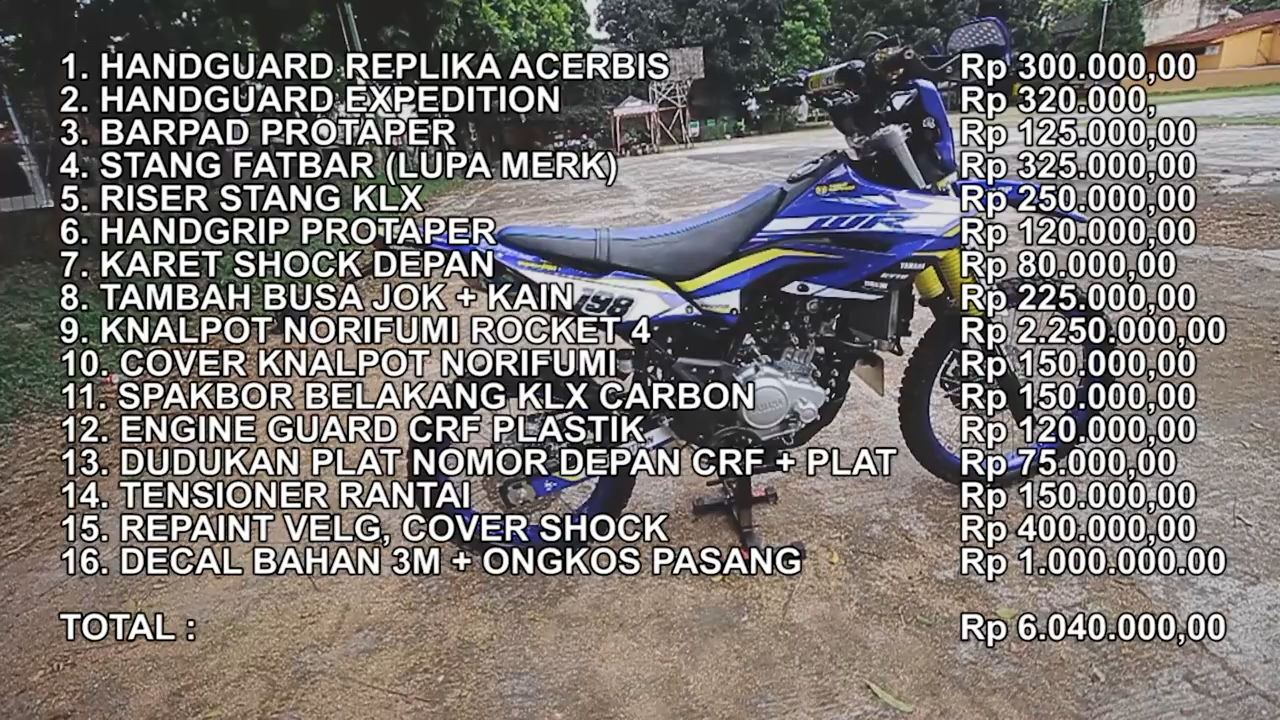 1. HANDGUARD REPLIKA ACERBIS Rp 300.000,00
2. HANDGUARD EXPEDITION Rp 320.000,
3. BARPAD PROTAPER Rp 125.000,00
4. STANG FATBAR (LUPA MERK) Rp 325.000,00
5. RISER STANG KLX Rp 250.000,00
6. HANDGRIP PROTAPER Rp 120.000,00
7. KARET SHOCK DEPAN Rp 80.000,00
8. TAMBAH BUSA JOK + KAIN Rp 225.000,00
9. KNALPOT NORIFUMI ROCKET 4 Rp 2.250.000,00
10. COVER KNALPOT NORIFUMI Rp 150.000,00
11. SPAKBOR BELAKANG KLX CARBON Rp 150.000,00
12. ENGINE GUARD CRF PLASTIK Rp 120.000,00
13. DUDUKAN PLAT NOMOR DEPAN CRF + PLAT Rp 75.000,00
14. TENSIONER RANTAI Rp 150.000,00
15. REPAINT VELG, COVER SHOCK Rp 400.000,00
16. DECAL BAHAN 3M + ONGKOS PASANG Rp 1.000.000.00
TOTAL : Rp 6.040.000,00
WR
YAMAHA
198
YAMAHA